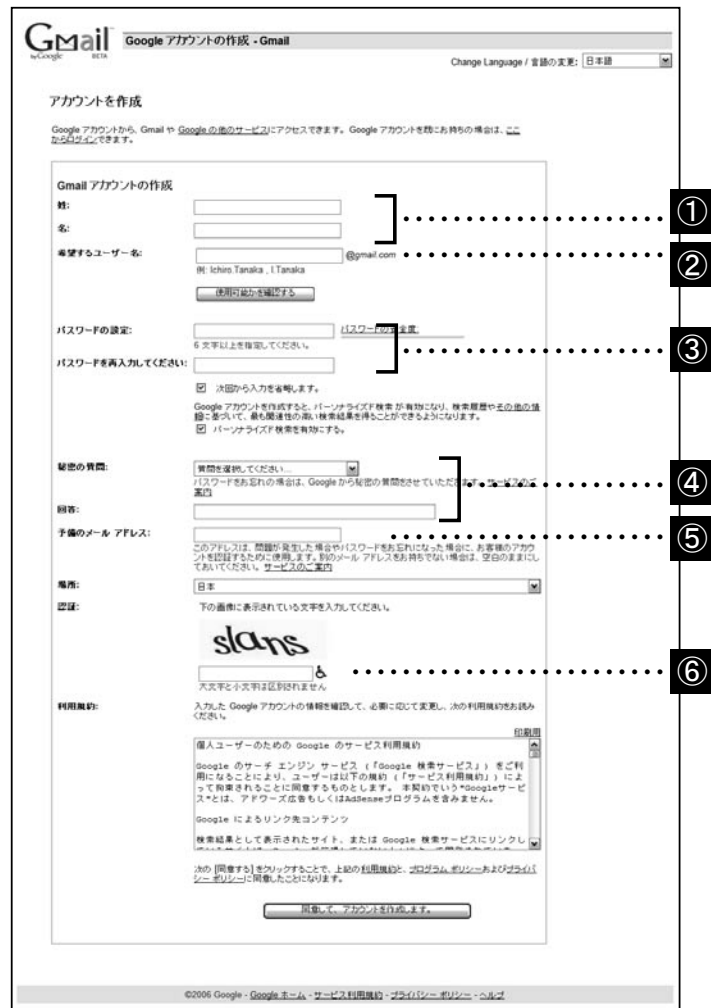 Gmail
by Google BETA
Google アカウントの作成 - Gmail
Change Language / 言語の変更: 日本語
アカウントを作成
Google アカウントから、Gmail や Google の他のサービスにアクセスできます。Google アカウントを既にお持ちの場合は、ここ
からログインできます。
Gmail アカウントの作成
姓:
①
名:
希望するユーザー名: @gmail.com
②
例: Ichiro.Tanaka , I.Tanaka
使用可能かを確認する
パスワードの設定: パスワードの安全度:
6 文字以上を指定してください。
③
パスワードを再入力してください:
次回から入力を省略します。
Google アカウントを作成すると、パーソナライズド検索 が有効になり、検索履歴やその他の情
報に基づいて、最も関連性の高い検索結果を得ることができるようになります。
パーソナライズド検索を有効にする。
秘密の質問: 質問を選択してください...
パスワードをお忘れの場合は、Google から秘密の質問をさせていただきます。サービスのご
案内
④
回答:
予備のメール アドレス:
⑤
このアドレスは、問題が発生した場合やパスワードをお忘れになった場合に、お客様のアカウ
ントを認証するために使用します。別のメール アドレスをお持ちでない場合は、空白のままにし
ておいてください。サービスのご案内
場所: 日本
認証: 下の画像に表示されている文字を入力してください。
slans
⑥
大文字と小文字は区別されません
利用規約: 入力した Google アカウントの情報を確認して、必要に応じて変更し、次の利用規約をお読み
ください。
印刷用
個人ユーザーのための Google のサービス利用規約
Google のサーチ エンジン サービス (「Google 検索サービス」) をご利
用になることにより、ユーザーは以下の規約 (「サービス利用規約」) によ
って拘束されることに同意するものとします。 本契約でいう"Googleサービ
ス"とは、アドワーズ広告もしくはAdSenseプログラムを含みません。
Google によるリンク先コンテンツ
検索結果として表示されたサイト、または Google 検索サービスにリンクし
次の [同意する] をクリックすることで、上記の利用規約と、プログラム ポリシーおよびプライバ
シー ポリシーに同意したことになります。
同意して、アカウントを作成します。
©2006 Google - Google ホーム - サービス利用規約 - プライバシー ポリシー - ヘルプ